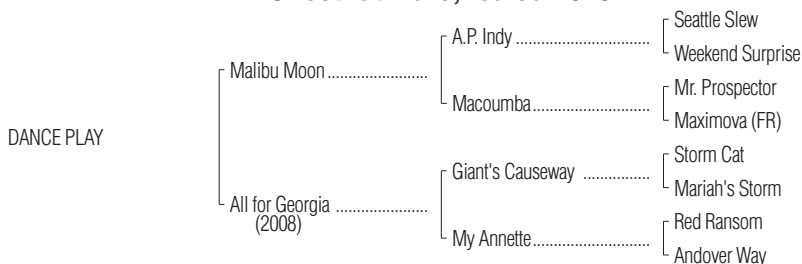 Seattle Slew
A.P. Indy
Weekend Surprise
Malibu Moon
Mr. Prospector
Macoumba
Maximova (FR)
DANCE PLAY
Storm Cat
Giant's Causeway
Mariah's Storm
All for Georgia
(2008)
Red Ransom
My Annette
Andover Way